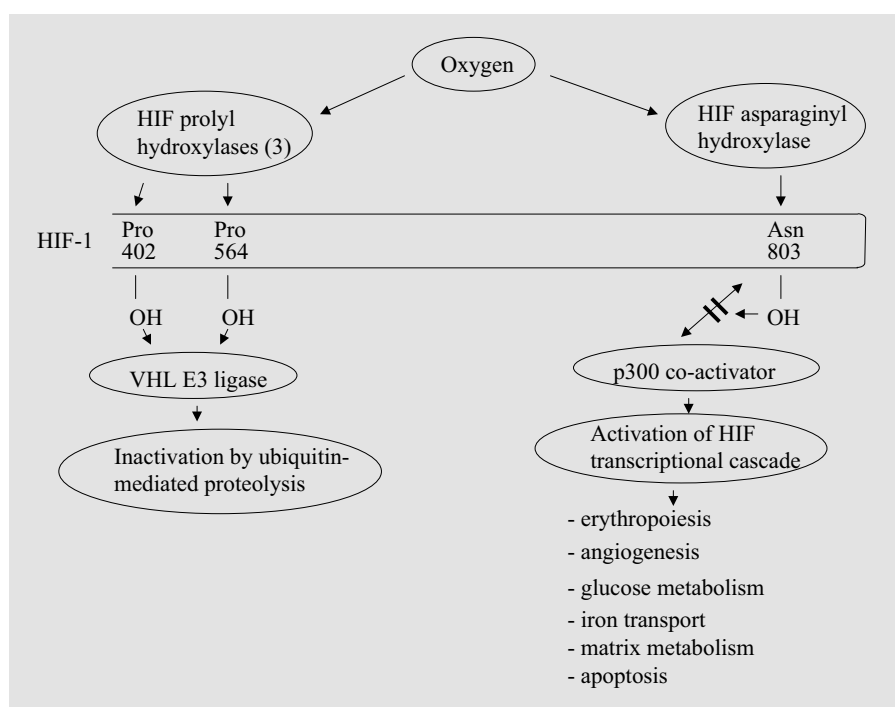 Oxygen
HIF prolyl
hydroxylases (3)
HIF asparaginyl
hydroxylase
HIF-1
Pro
402
Pro
564
Asn
803
OH
OH
OH
VHL E3 ligase
p300 co-activator
Inactivation by ubiquitin-
mediated proteolysis
Activation of HIF
transcriptional cascade
- erythropoiesis
- angiogenesis
- glucose metabolism
- iron transport
- matrix metabolism
- apoptosis